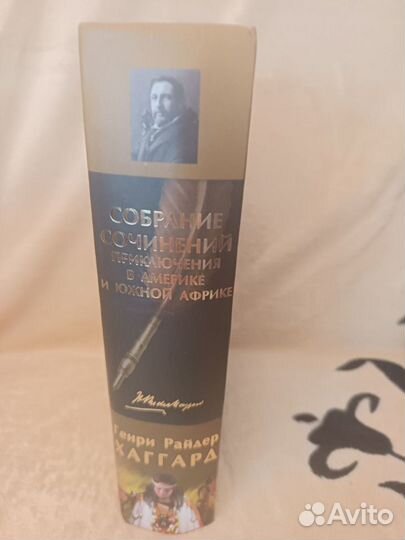 СОБРАНИЕ
СОЧИНЕНИЙ
ПРИКЛЮЧЕНИЯ
В АМЕРИКЕ
И ЮЖНОЙ АФРИКЕ
Генри Райдер
ХАГГАРД
Avito